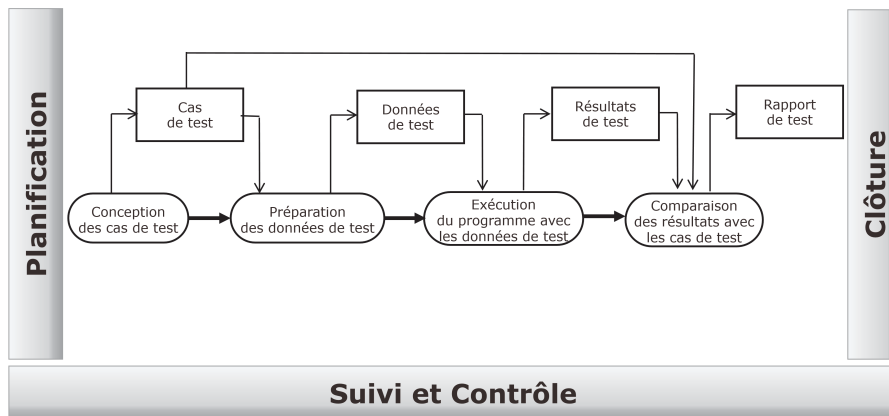 Planification
Cas
de test
Données
de test
Résultats
de test
Rapport
de test
Conception
des cas de test
Préparation
des données de test
Exécution
du programme avec
les données de test
Comparaison
des résultats avec
les cas de test
Clôture
Suivi et Contrôle